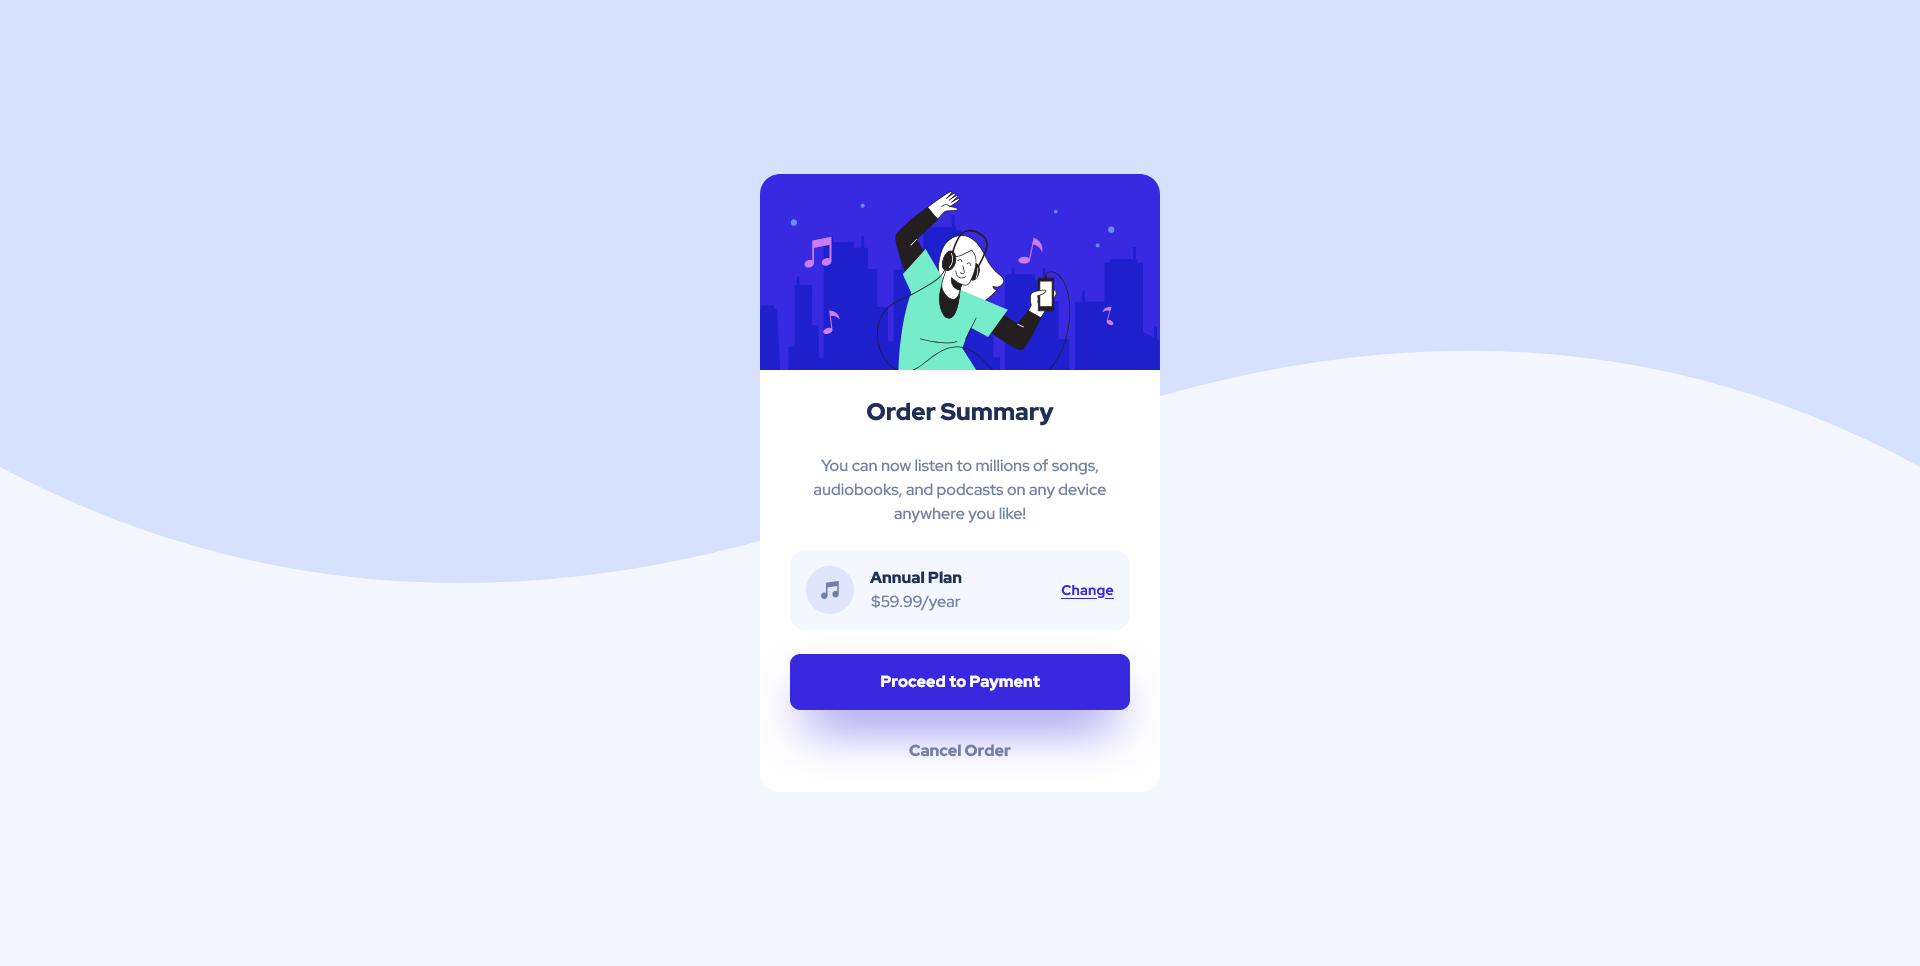 Order Summary
You can now listen to millions of songs,
audiobooks, and podcasts on any device
anywhere you like!
Annual Plan
$59.99/year
Change
Proceed to Payment
Cancel Order